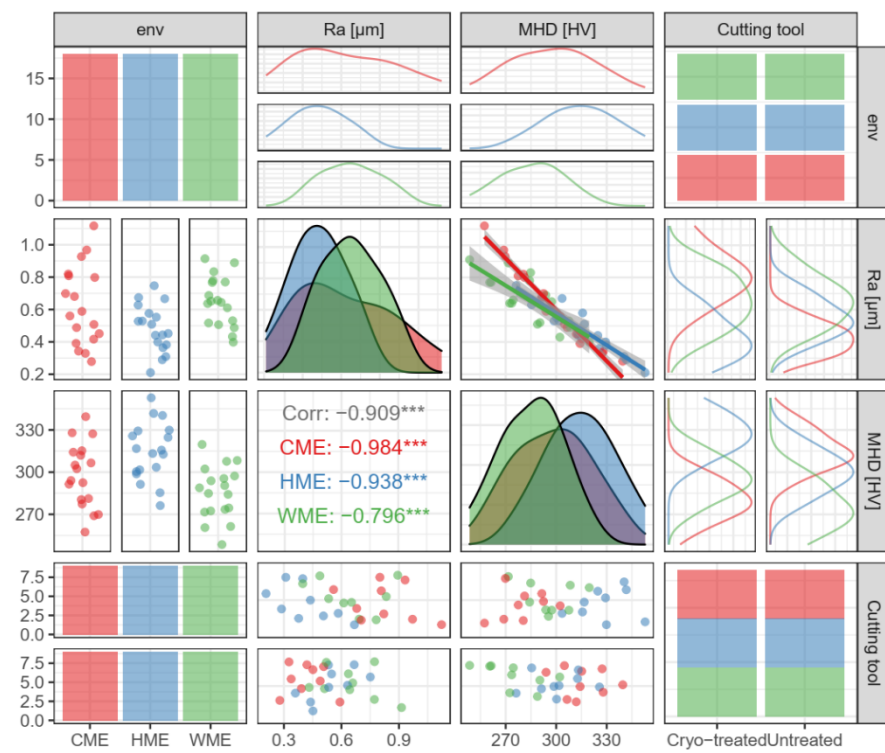 env
Ra [μm]
MHD [HV]
Cutting tool
15
10
5
0
env
1.0
0.8
0.6
0.4
0.2
Ra [μm]
330
300
270
Corr: −0.909***
CME: −0.984***
HME: −0.938***
WME: −0.796***
MHD [HV]
7.5
5.0
2.5
0.0
7.5
5.0
2.5
0.0
Cutting tool
CME HME WME
0.3 0.6 0.9
270 300 330
Cryo−treated Untreated